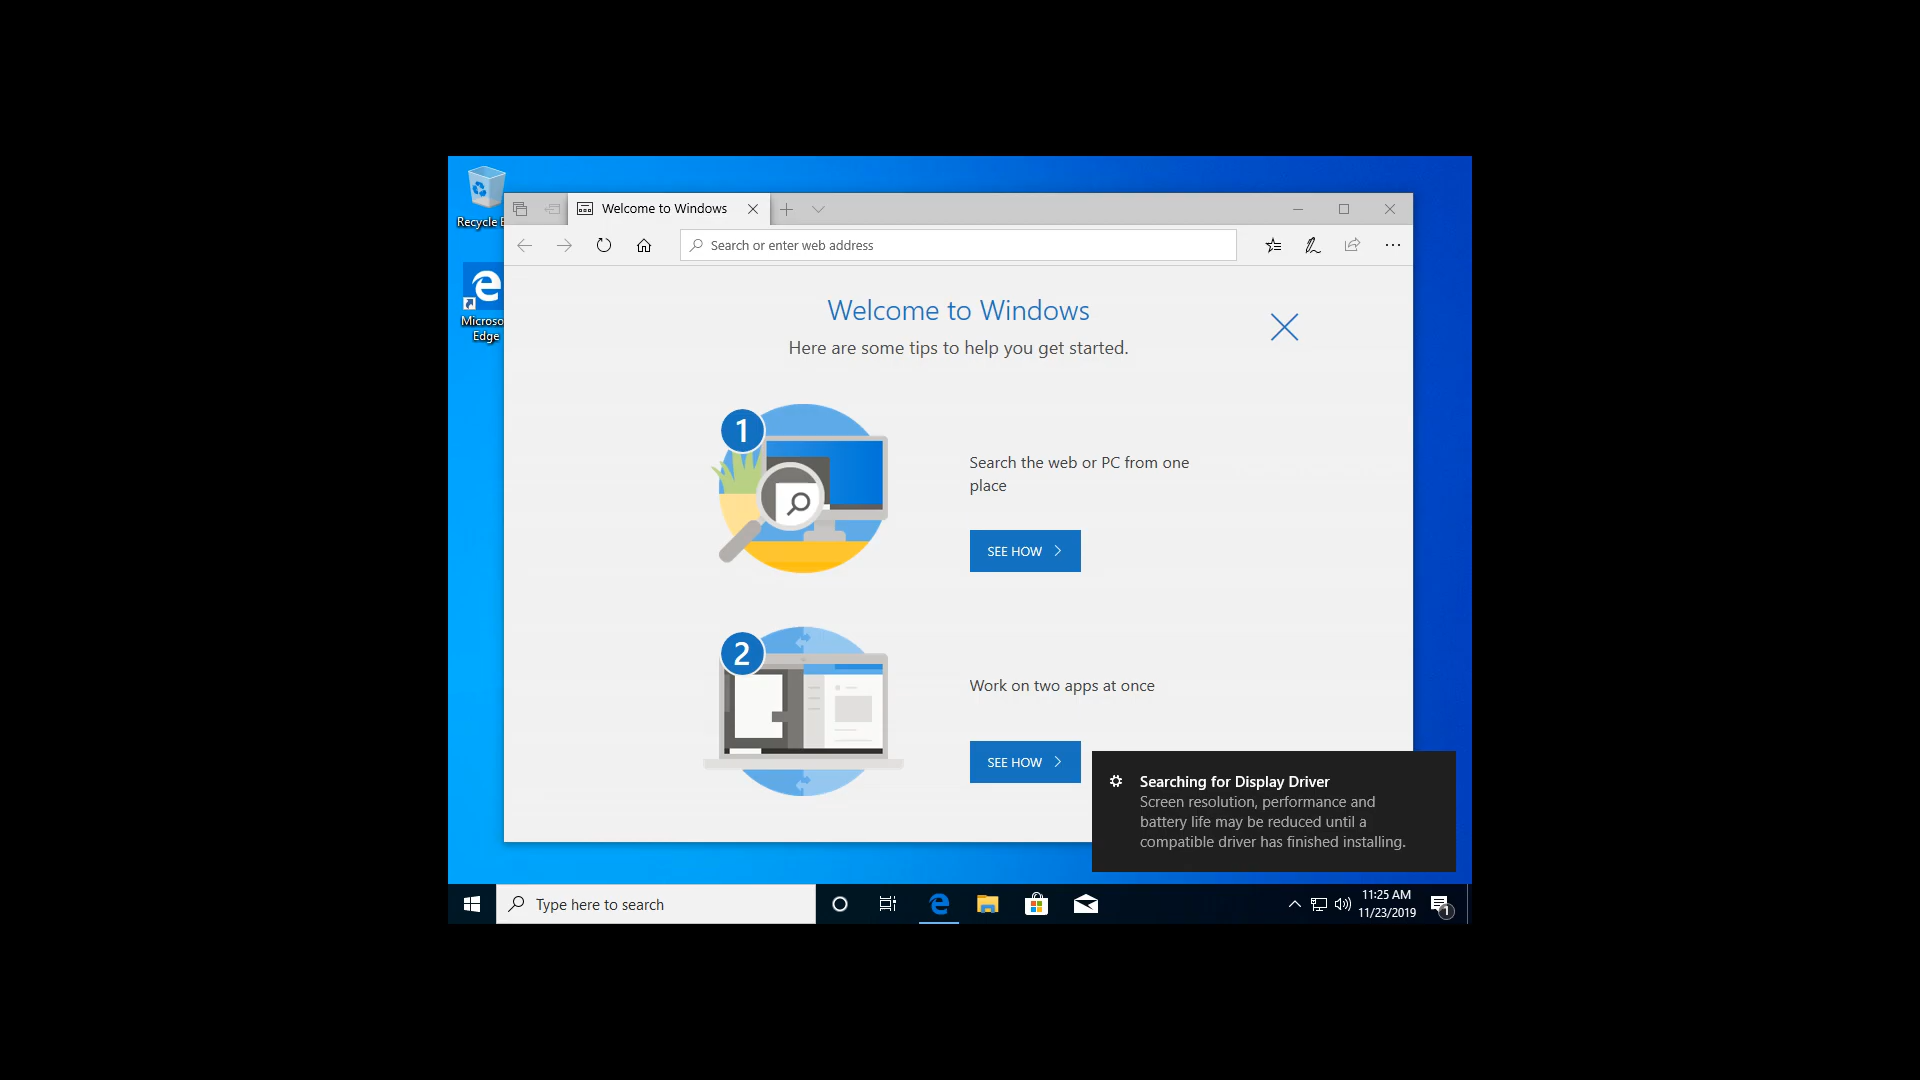 Recycle
Welcome to Windows
Search or enter web address
Microso
Edge
Welcome to Windows
Here are some tips to help you get started.
1
Search the web or PC from one
place
SEE HOW
2
Work on two apps at once
SEE HOW
Searching for Display Driver
Screen resolution, performance and
battery life may be reduced until a
compatible driver has finished installing.
Type here to search
11:25 AM
11/23/2019
1